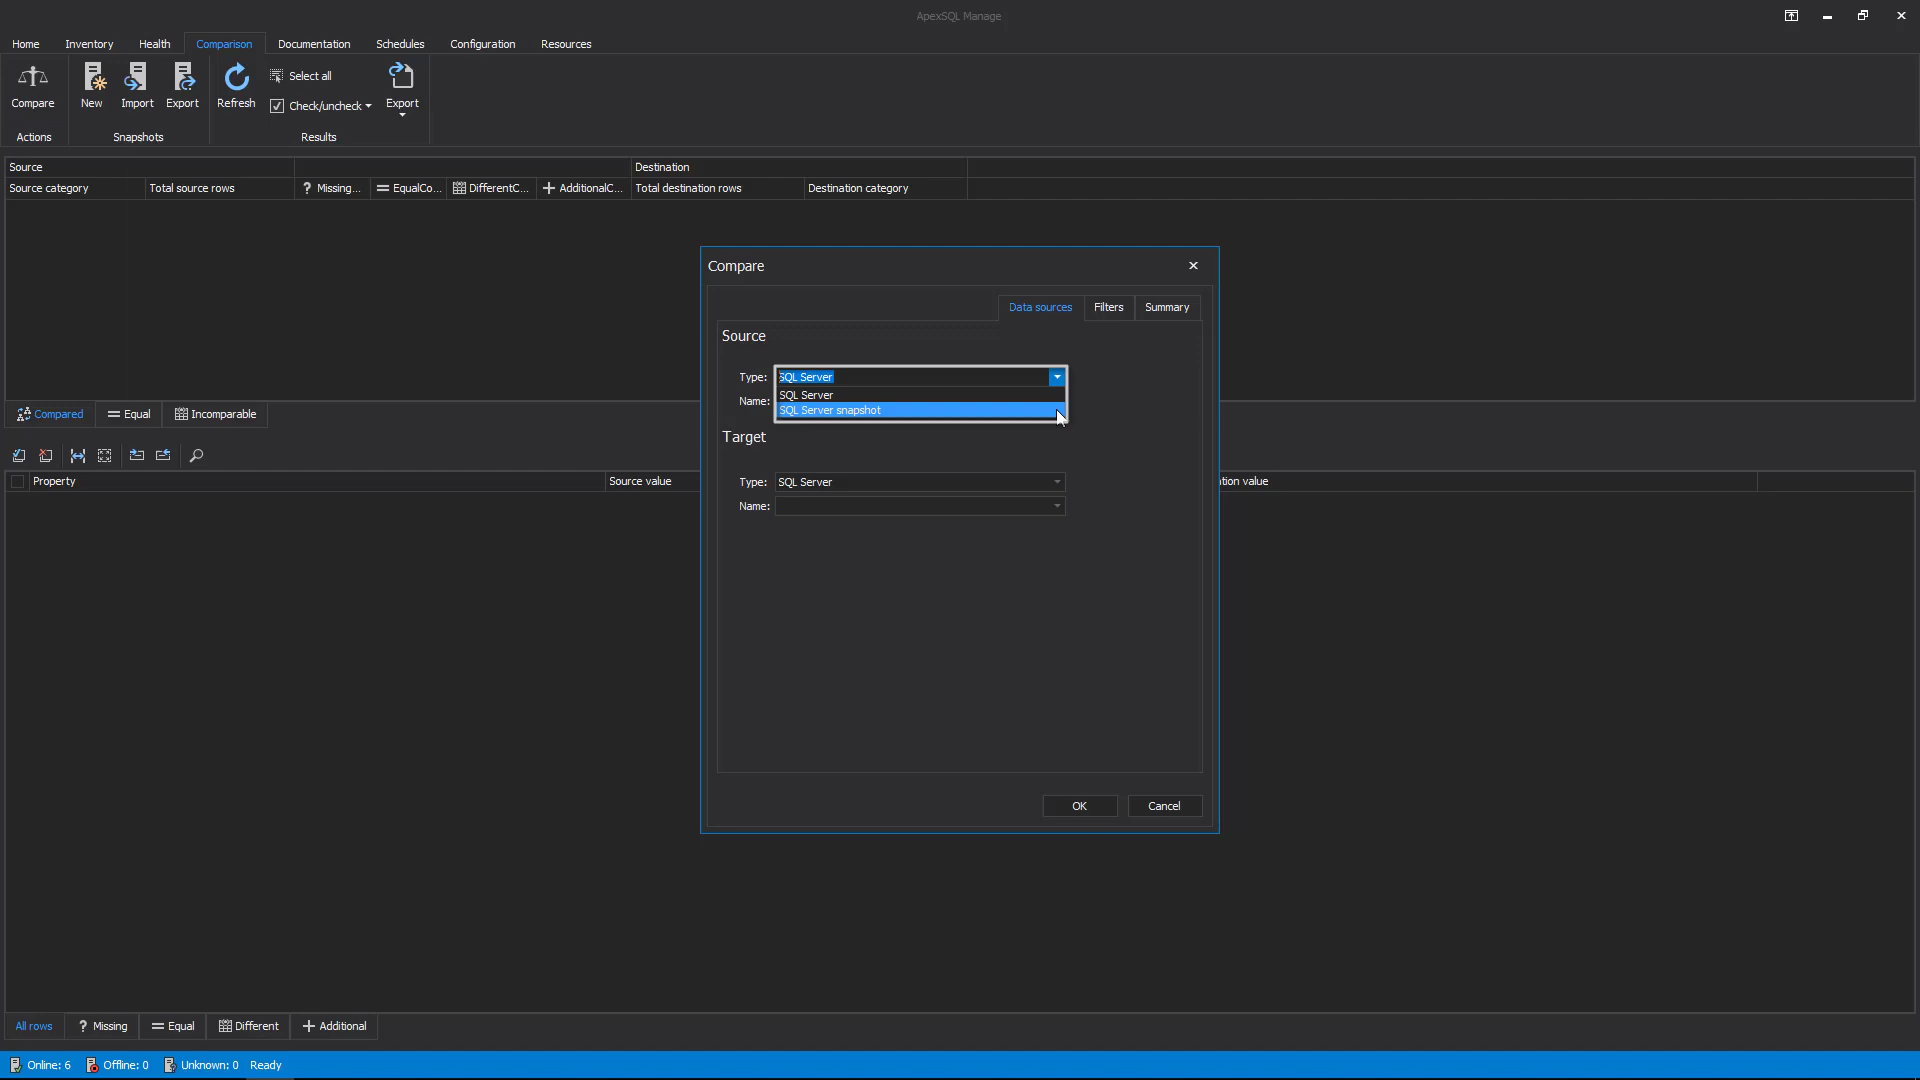 ApexSQL Manage
Home Inventory Health Comparison Documentation Schedules Configuration Resources
Compare New Import Export Refresh Select all Check/uncheck Export
Actions Snapshots Results
Source Destination
Source category Total source rows Missing... EqualCo... DifferentC... AdditionalC... Total destination rows Destination category
Compare
Data sources Filters Summary
Source
Type: SQL Server
SQL Server
Name:
SQL Server snapshot
Compared Equal Incomparable
Target
Type: SQL Server
Name:
Property Source value tion value
OK Cancel
All rows Missing Equal Different Additional
Online: 6 Offline: 0 Unknown: 0 Ready